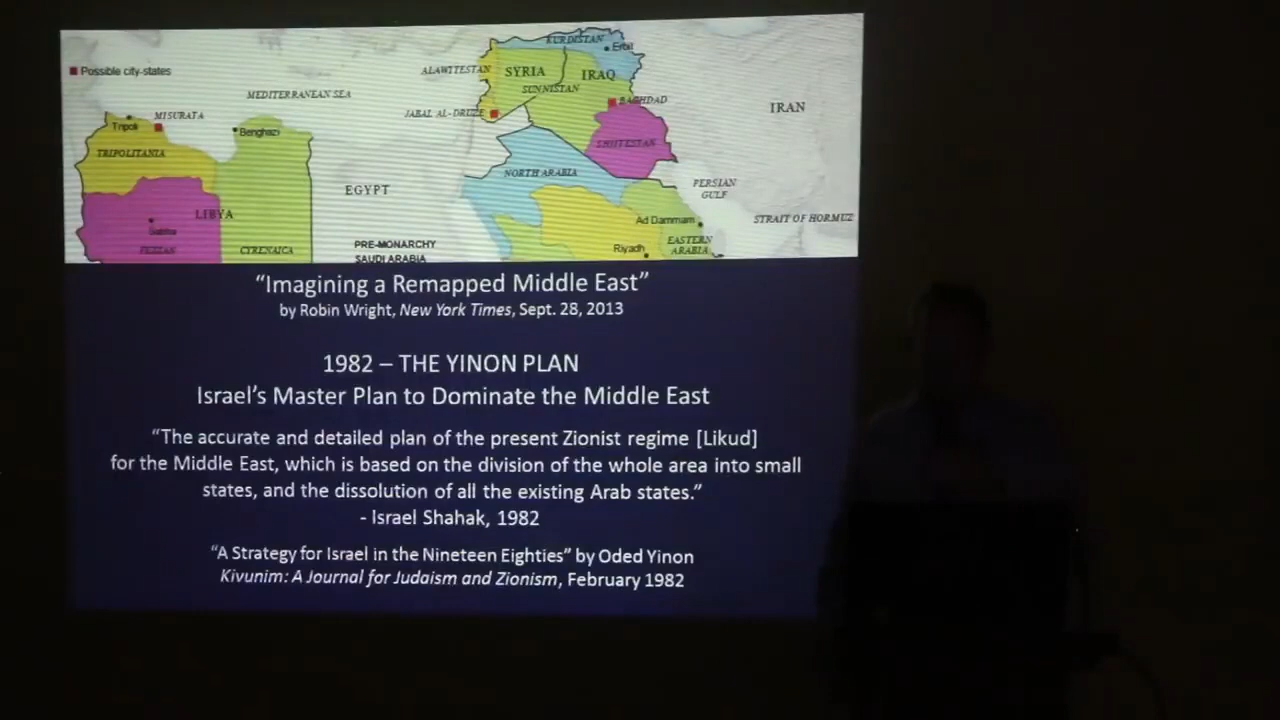 KURDISTAN
Erbil
Possible city-states
ALAWITESTAN
SYRIA
IRAQ
SUNNISTAN
MEDITERRANEAN SEA
BAGHDAD
IRAN
JABAL AL-DRUZE
MISURATA
Tripoli
Benghazi
TRIPOLITANIA
SHIITESTAN
NORTH ARABIA
PERSIAN
GULF
EGYPT
LIBYA
Ad Dammam
STRAIT OF HORMUZ
Sabha
FEZZAN
CYRENAICA
PRE-MONARCHY
SAUDI ARABIA
Riyadh
EASTERN
ARABIA
“Imagining a Remapped Middle East”
by Robin Wright, New York Times, Sept. 28, 2013
1982 – THE YINON PLAN
Israel’s Master Plan to Dominate the Middle East
“The accurate and detailed plan of the present Zionist regime [Likud]
for the Middle East, which is based on the division of the whole area into small
states, and the dissolution of all the existing Arab states.”
- Israel Shahak, 1982
“A Strategy for Israel in the Nineteen Eighties” by Oded Yinon
Kivunim: A Journal for Judaism and Zionism, February 1982